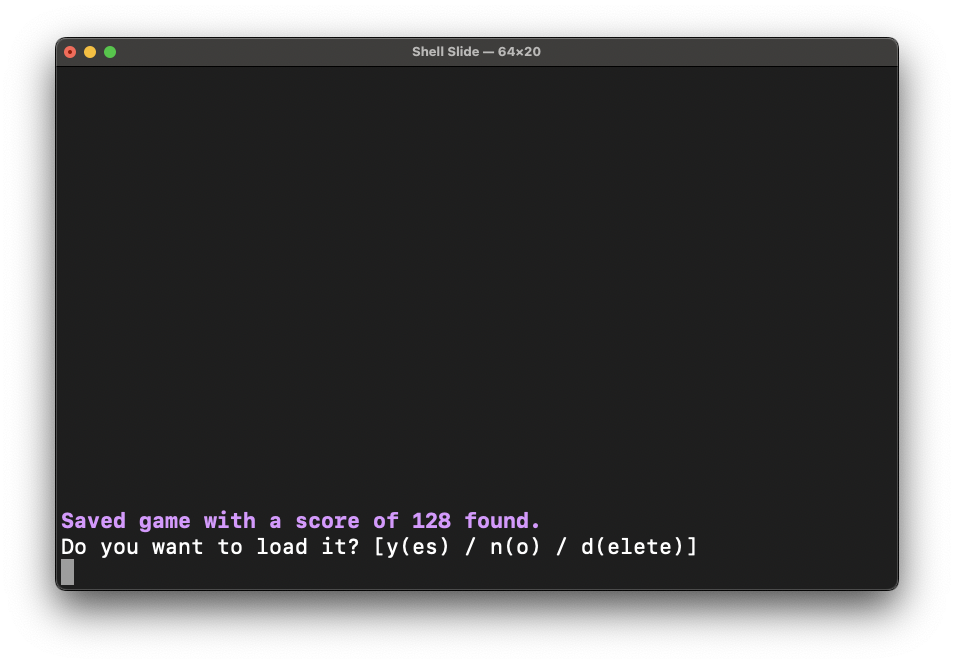 Shell Slide — 64×20
Saved game with a score of 128 found.
Do you want to load it? [y(es) / n(o) / d(elete)]